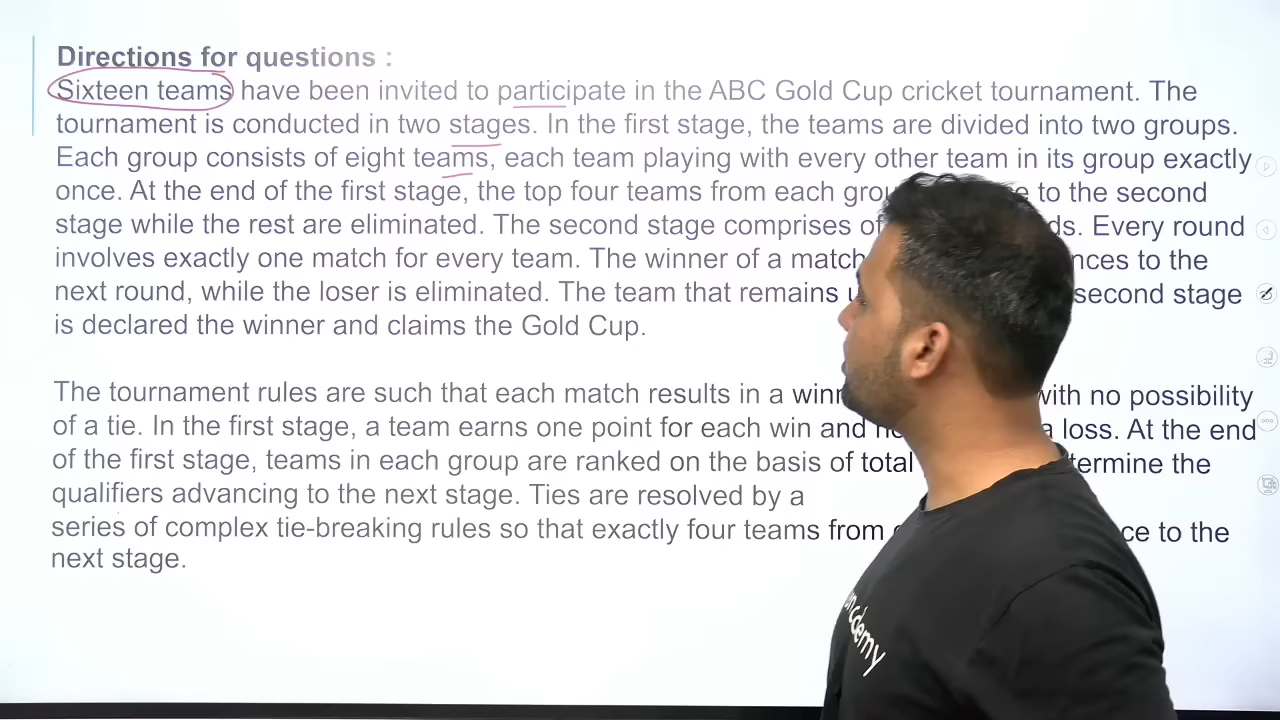 Directions for questions :
Sixteen teams have been invited to participate in the ABC Gold Cup cricket tournament. The
tournament is conducted in two stages. In the first stage, the teams are divided into two groups.
Each group consists of eight teams, each team playing with every other team in its group exactly
once. At the end of the first stage, the top four teams from each to the second
stage while the rest are eliminated. The second stage comprises Every round
involves exactly one match for every team. The winner of a match to the
next round, while the loser is eliminated. The team that remains second stage
is declared the winner and claims the Gold Cup.
The tournament rules are such that each match results in a with no possibility
of a tie. In the first stage, a team earns one point for each win and a loss. At the end
of the first stage, teams in each group are ranked on the basis of total the
qualifiers advancing to the next stage. Ties are resolved by a
series of complex tie-breaking rules so that exactly four teams from to the
next stage.